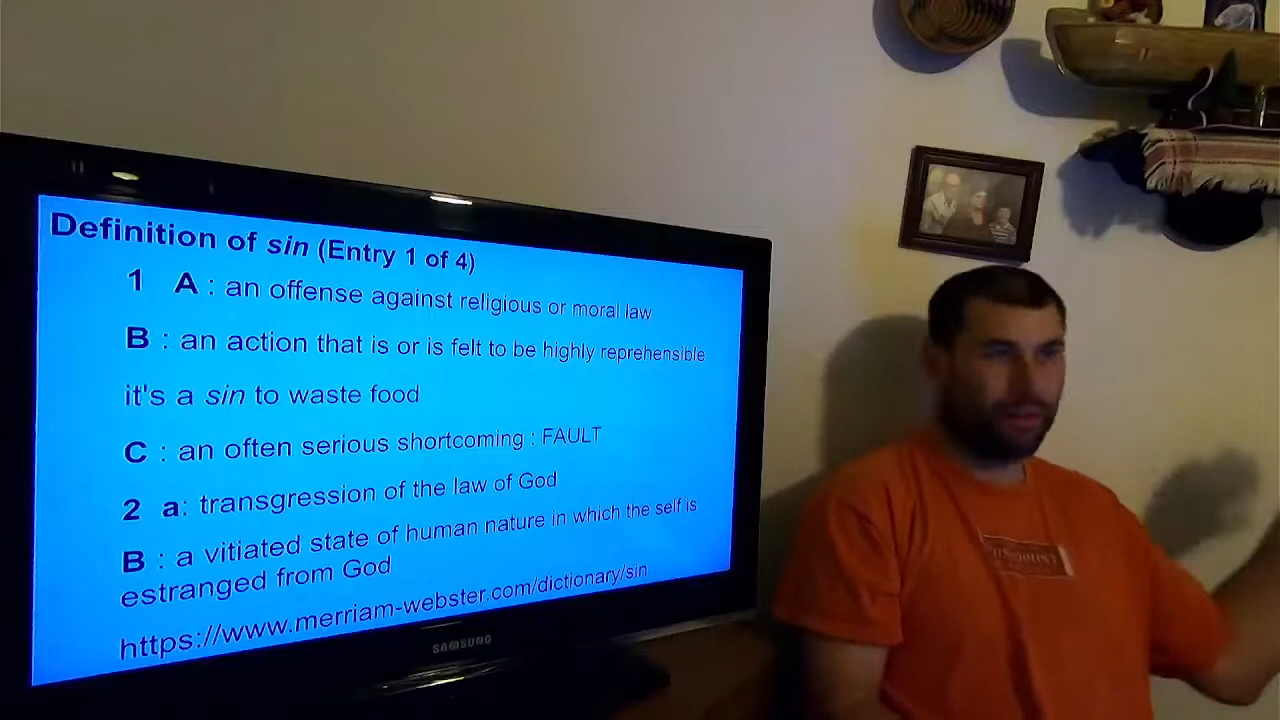 Definition of sin (Entry 1 of 4)
1 A : an offense against religious or moral law
B : an action that is or is felt to be highly reprehensible
it's a sin to waste food
C : an often serious shortcoming : FAULT
2 a: transgression of the law of God
B : a vitiated state of human nature in which the self is
estranged from God
https://www.merriam-webster.com/dictionary/sin
SAMSUNG